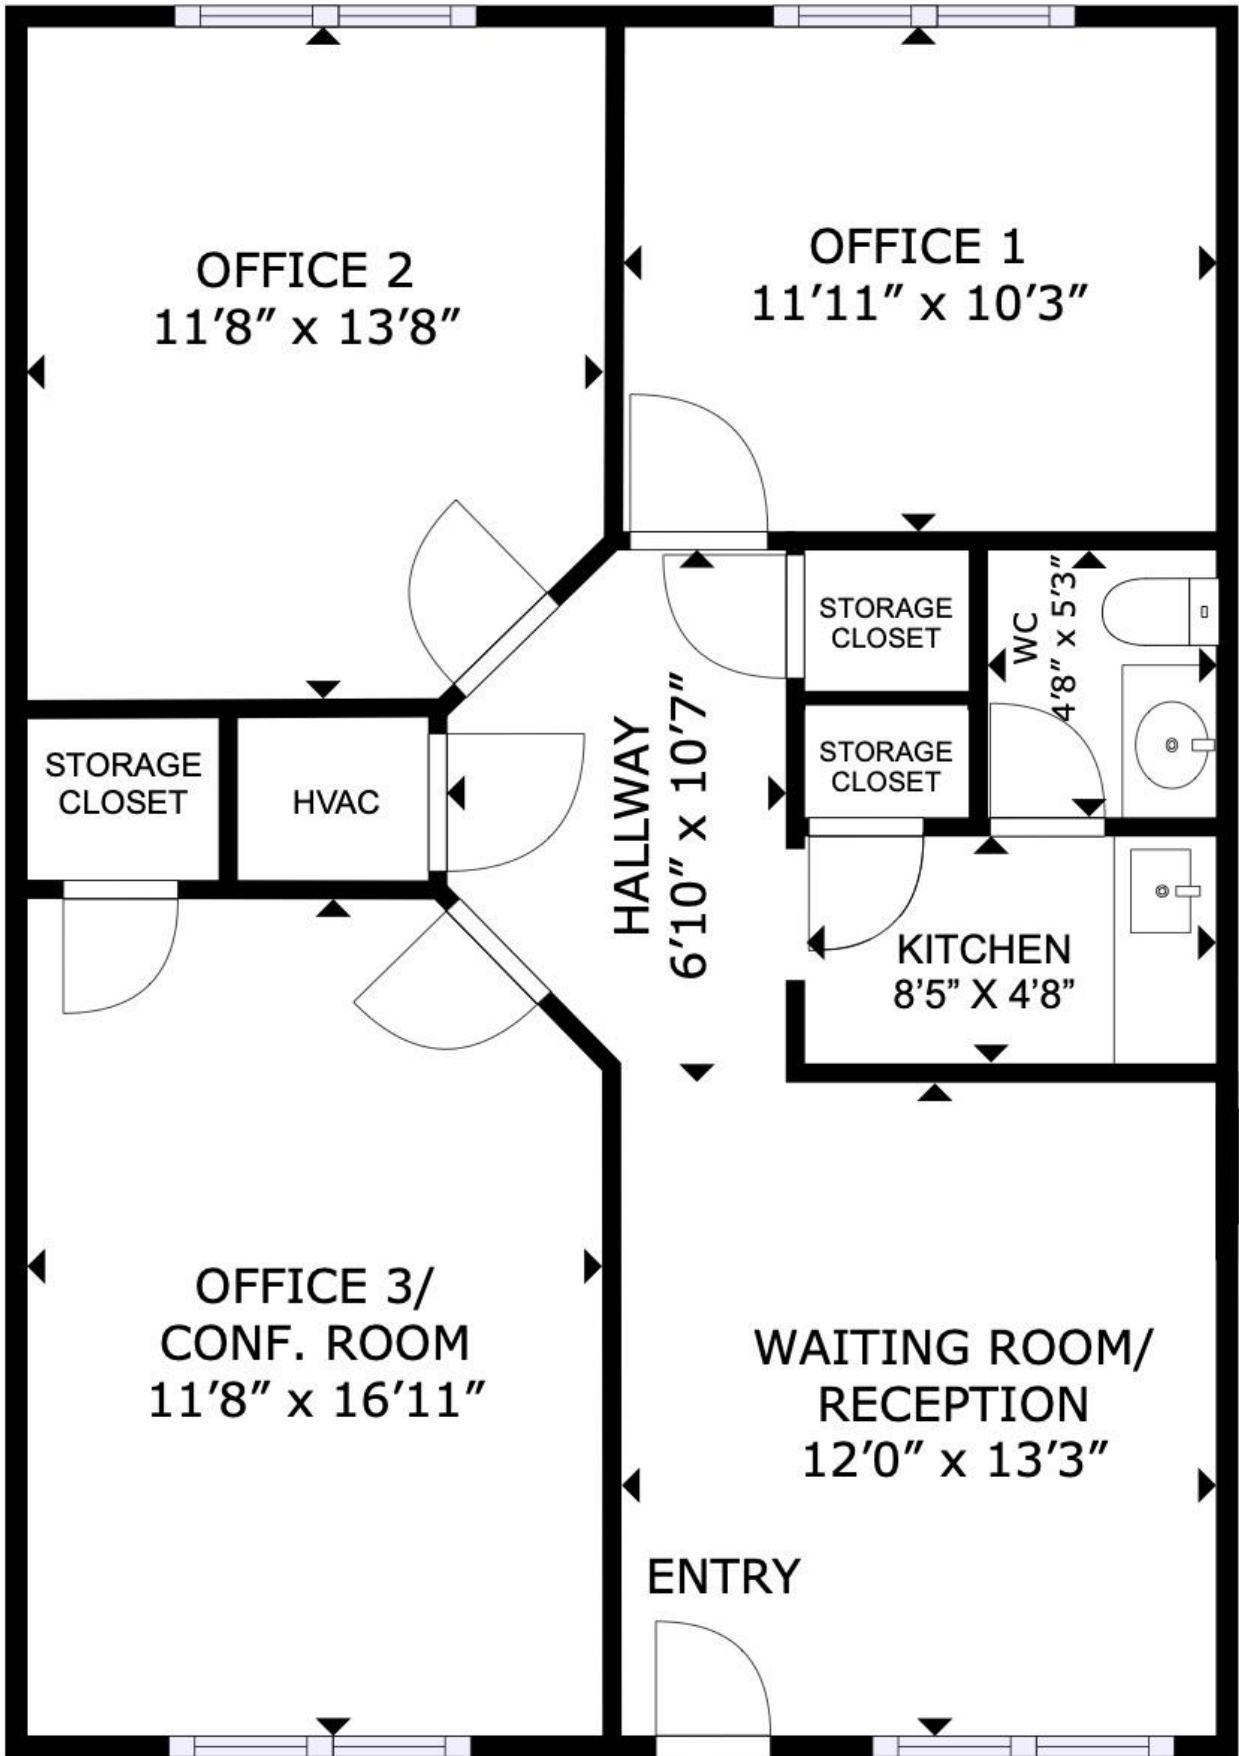 OFFICE 2
11’8” x 13’8”
OFFICE 1
11’11” x 10’3”
STORAGE
CLOSET
WC
4’8” x 5’3”
STORAGE
CLOSET
HVAC
STORAGE
CLOSET
HALLWAY
6’10” x 10’7”
KITCHEN
8’5” X 4’8”
OFFICE 3/
CONF. ROOM
11’8” x 16’11”
WAITING ROOM/
RECEPTION
12’0” x 13’3”
ENTRY